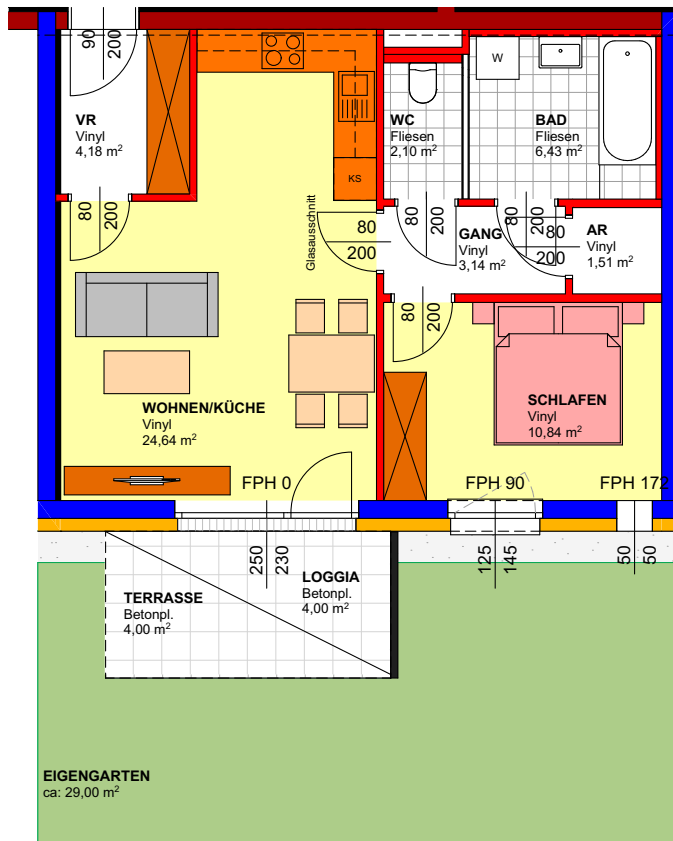 90
200
VR
Vinyl
4,18 m²
80
200
KS
WC
Fliesen
2,10 m²
W
BAD
Fliesen
6,43 m²
80
200
80
200
Glasausschnitt
80
200
GANG
Vinyl
3,14 m²
80
200
AR
Vinyl
1,51 m²
80
200
WOHNEN/KÜCHE
Vinyl
24,64 m²
SCHLAFEN
Vinyl
10,84 m²
FPH 0
FPH 90
FPH 172
250
230
125
145
50
50
LOGGIA
Betonpl.
4,00 m²
TERRASSE
Betonpl.
4,00 m²
EIGENGARTEN
ca: 29,00 m²